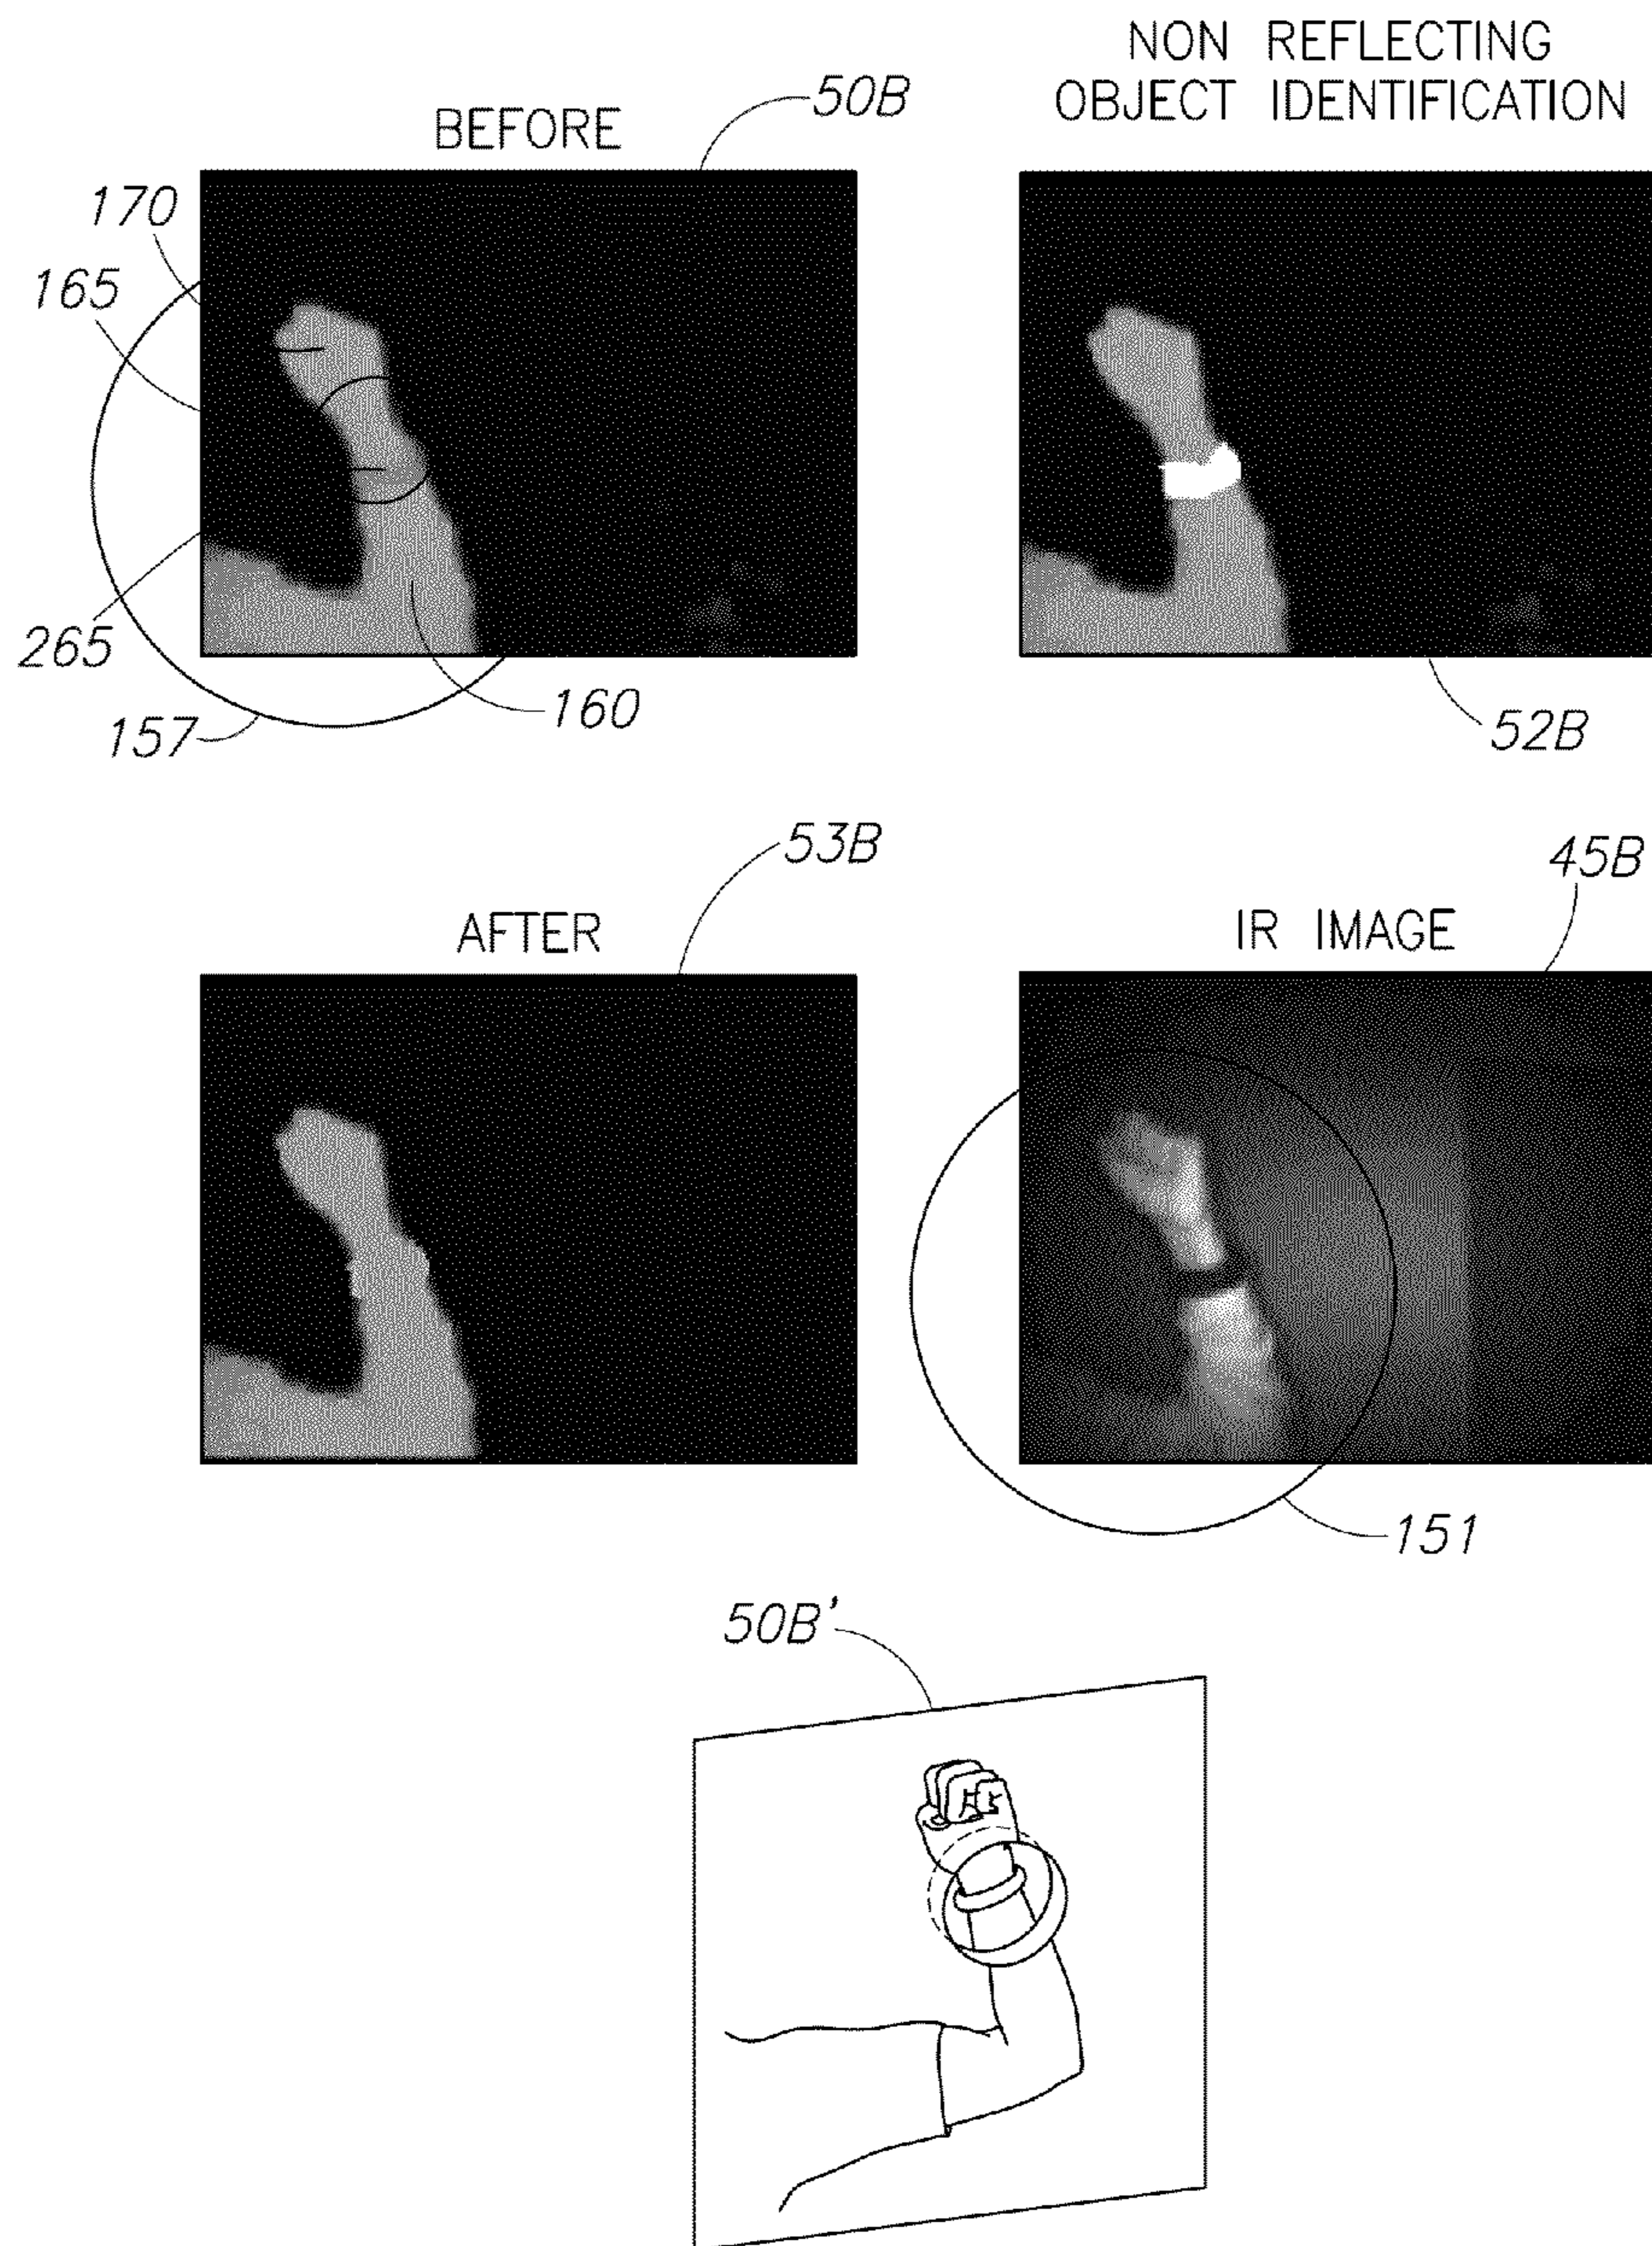 NON REFLECTING
OBJECT IDENTIFICATION
BEFORE
50B
170
165
265
157
160
52B
53B
45B
AFTER
IR IMAGE
151
50B'